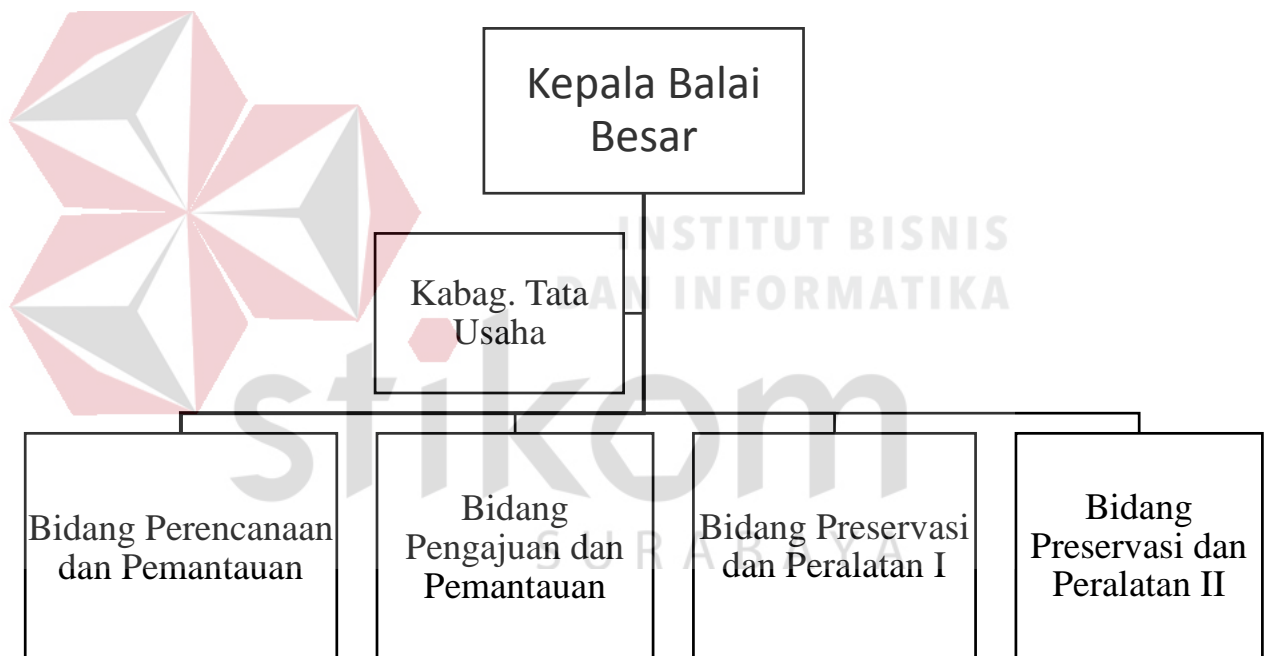 Kepala Balai
Besar
INSTITUT BISNIS
DAN INFORMATIKA
Kabag. Tata
Usaha
stikom
SURABAYA
Bidang Perencanaan
dan Pemantauan
Bidang
Pengajuan dan
Pemantauan
Bidang Preservasi
dan Peralatan I
Bidang
Preservasi dan
Peralatan II